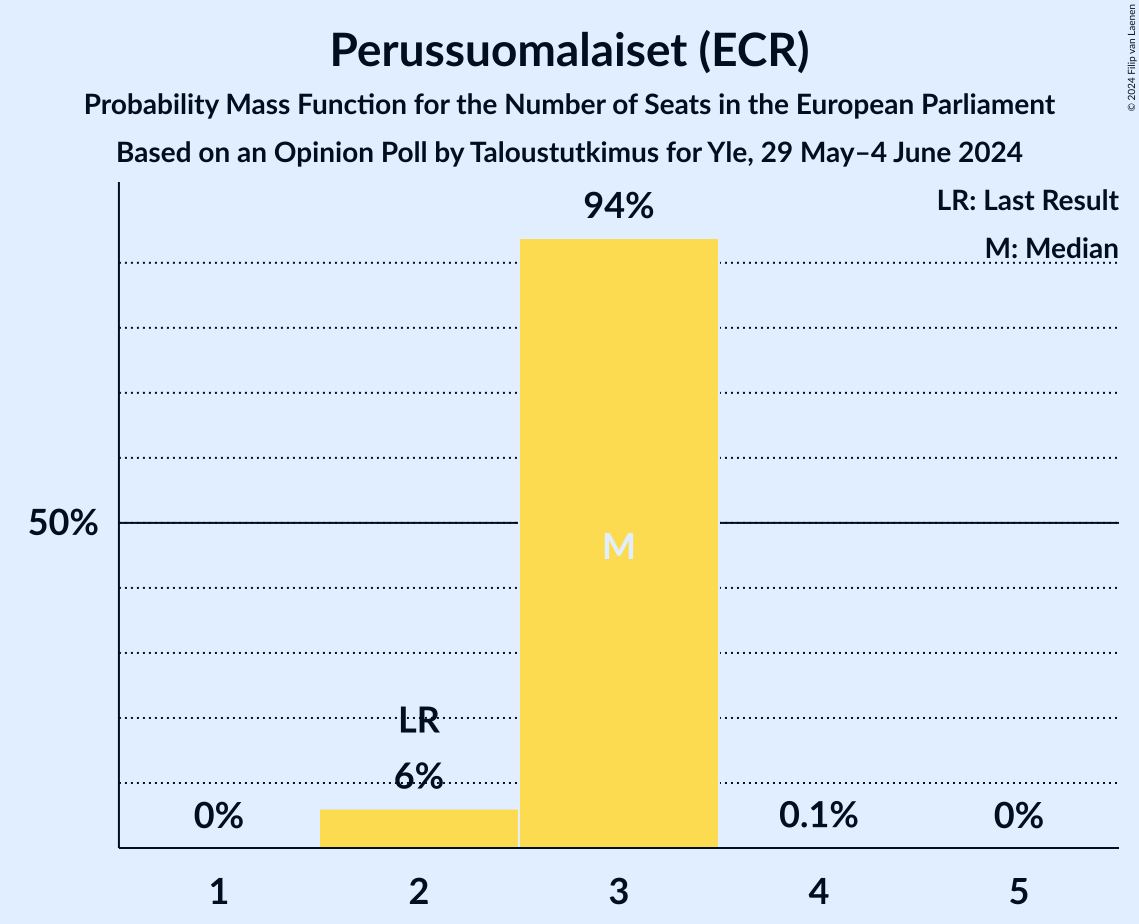 Perussuomalaiset (ECR)
Probability Mass Function for the Number of Seats in the European Parliament
Based on an Opinion Poll by Taloustutkimus for Yle, 29 May–4 June 2024
© 2024 Filip van Laenen
LR: Last Result
M: Median
94%
50%
M
LR
6%
0%
0.1%
0%
1 2 3 4 5